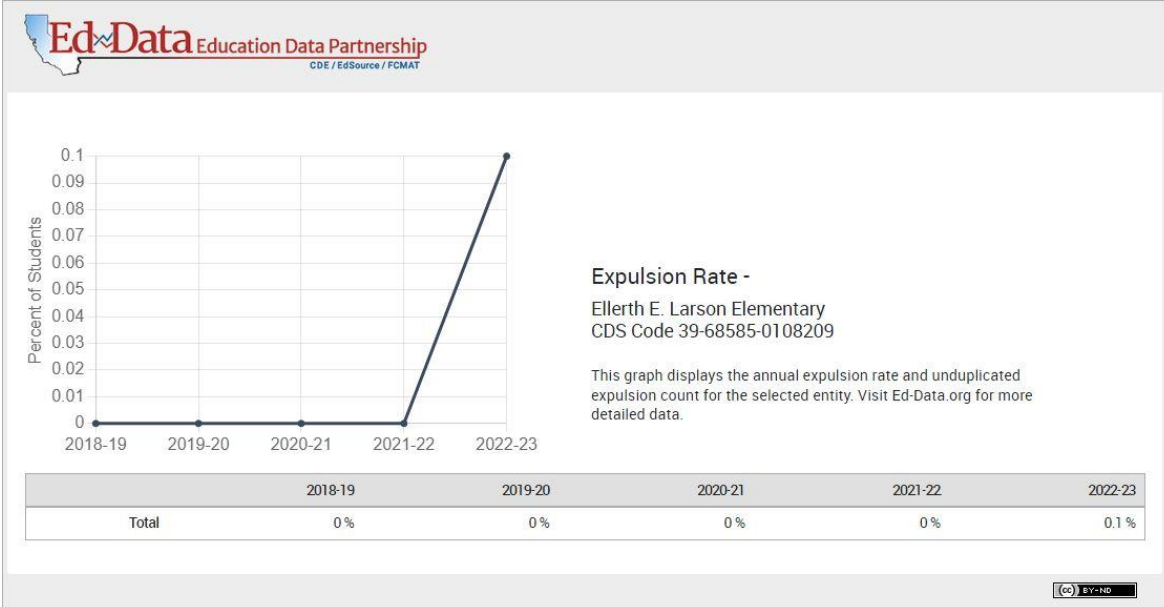 Ed Data Education Data Partnership
CDE / EdSource / FCMAT
0.1
0.09
0.08
0.07
0.06
0.05
0.04
0.03
0.02
0.01
0
Percent of Students
2018-19 2019-20 2020-21 2021-22 2022-23
Expulsion Rate -
Ellerth E. Larson Elementary
CDS Code 39-68585-0108209
This graph displays the annual expulsion rate and unduplicated
expulsion count for the selected entity. Visit Ed-Data.org for more
detailed data.
2018-19 2019-20 2020-21 2021-22 2022-23
Total 0 % 0 % 0 % 0 % 0.1 %
(cc) BY-ND